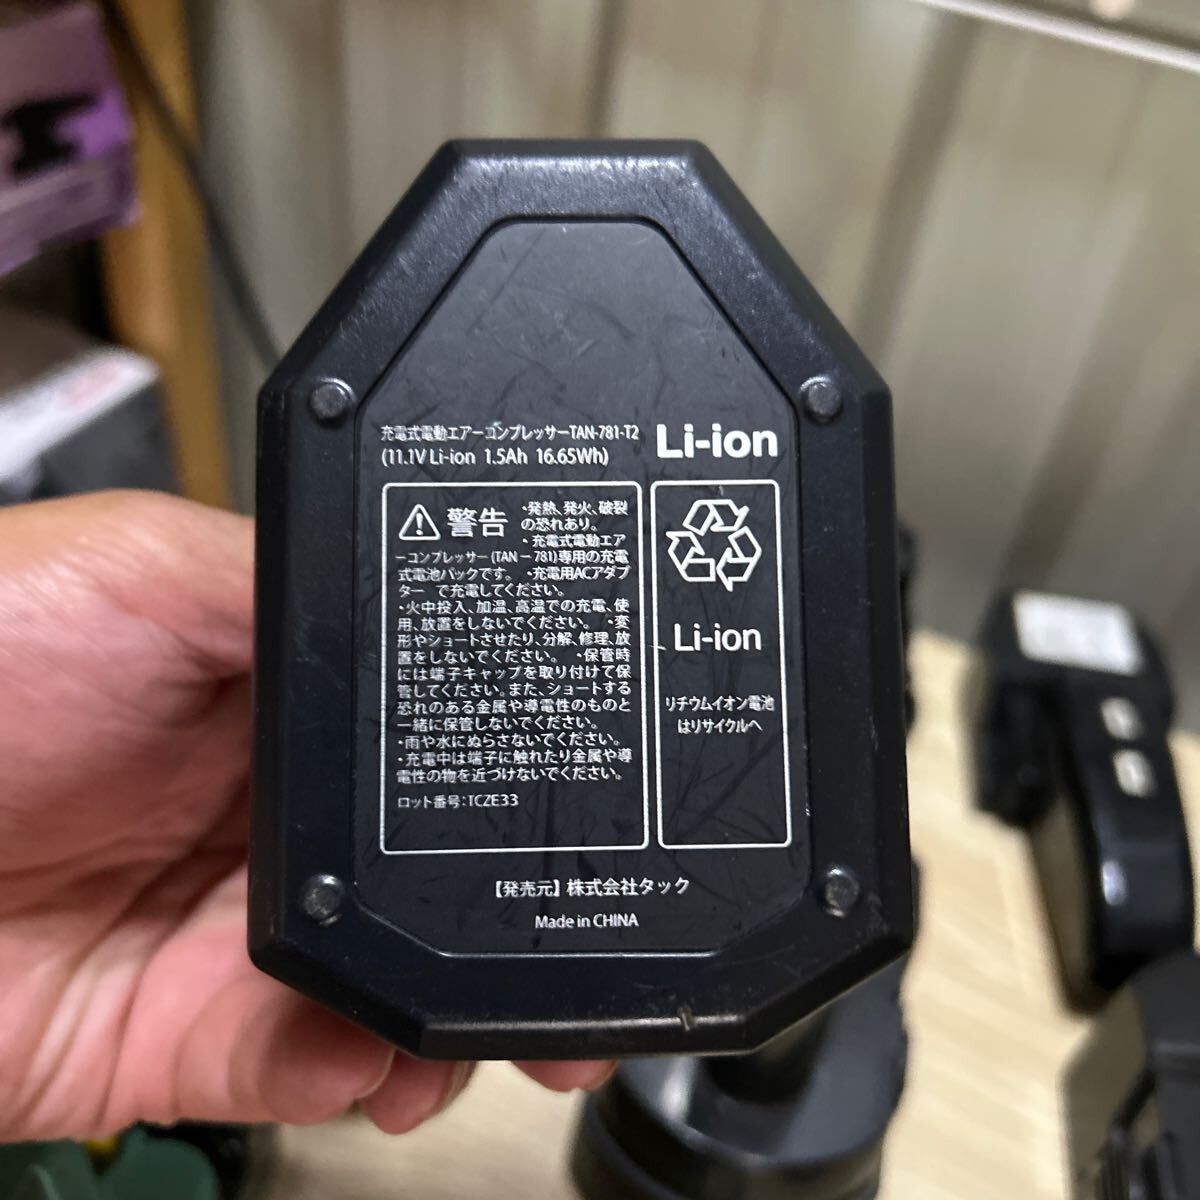 充電式電動エアーコンプレッサーTAN-781-T2
(11.1V Li-ion 1.5Ah 16.65Wh)
Li-ion
警告
・発熱、発火、破裂
の恐れあり。
・充電式電動エア
ーコンプレッサー(TAN－781)専用の充電
式電池パックです。 ・充電用ACアダプ
ター で充電してください。
・火中投入、加温、高温での充電、使
用、放置をしないでください。 ・変
形やショートさせたり、分解、修理、放
置をしないでください。 ・保管時
には端子キャップを取り付けて保
管してください。また、ショートする
恐れのある金属や導電性のものと
一緒に保管しないでください。
・雨や水にぬらさないでください。
・充電中は端子に触れたり金属や導
電性の物を近づけないでください。
ロット番号：TCZE33
Li-ion
リチウムイオン電池
はリサイクルへ
【発売元】株式会社タック
Made in CHINA